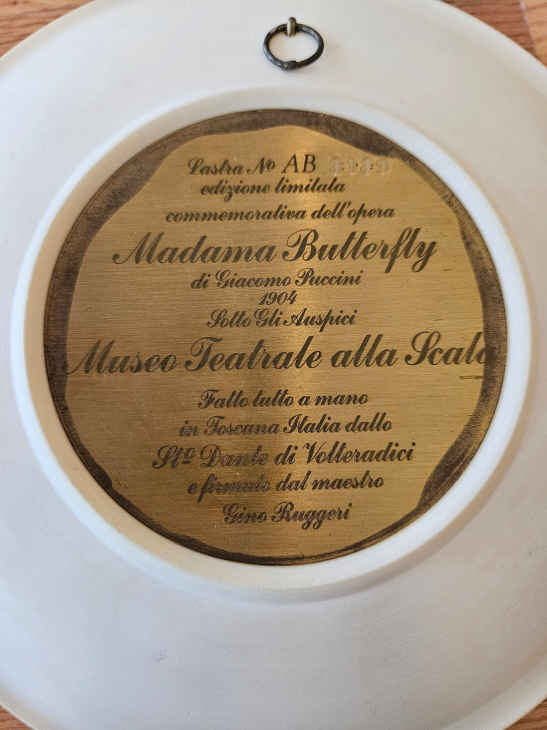 Lastra Nº AB
edizione limitata
commemorativa dell'opera
Madama Butterfly
di Giacomo Puccini
1904
Sotto Gli Auspici
Museo Teatrale alla Scala
Fatto tutto a mano
in Toscana Italia dallo
Stº Dante di Volteradici
e firmato dal maestro
Gino Ruggeri